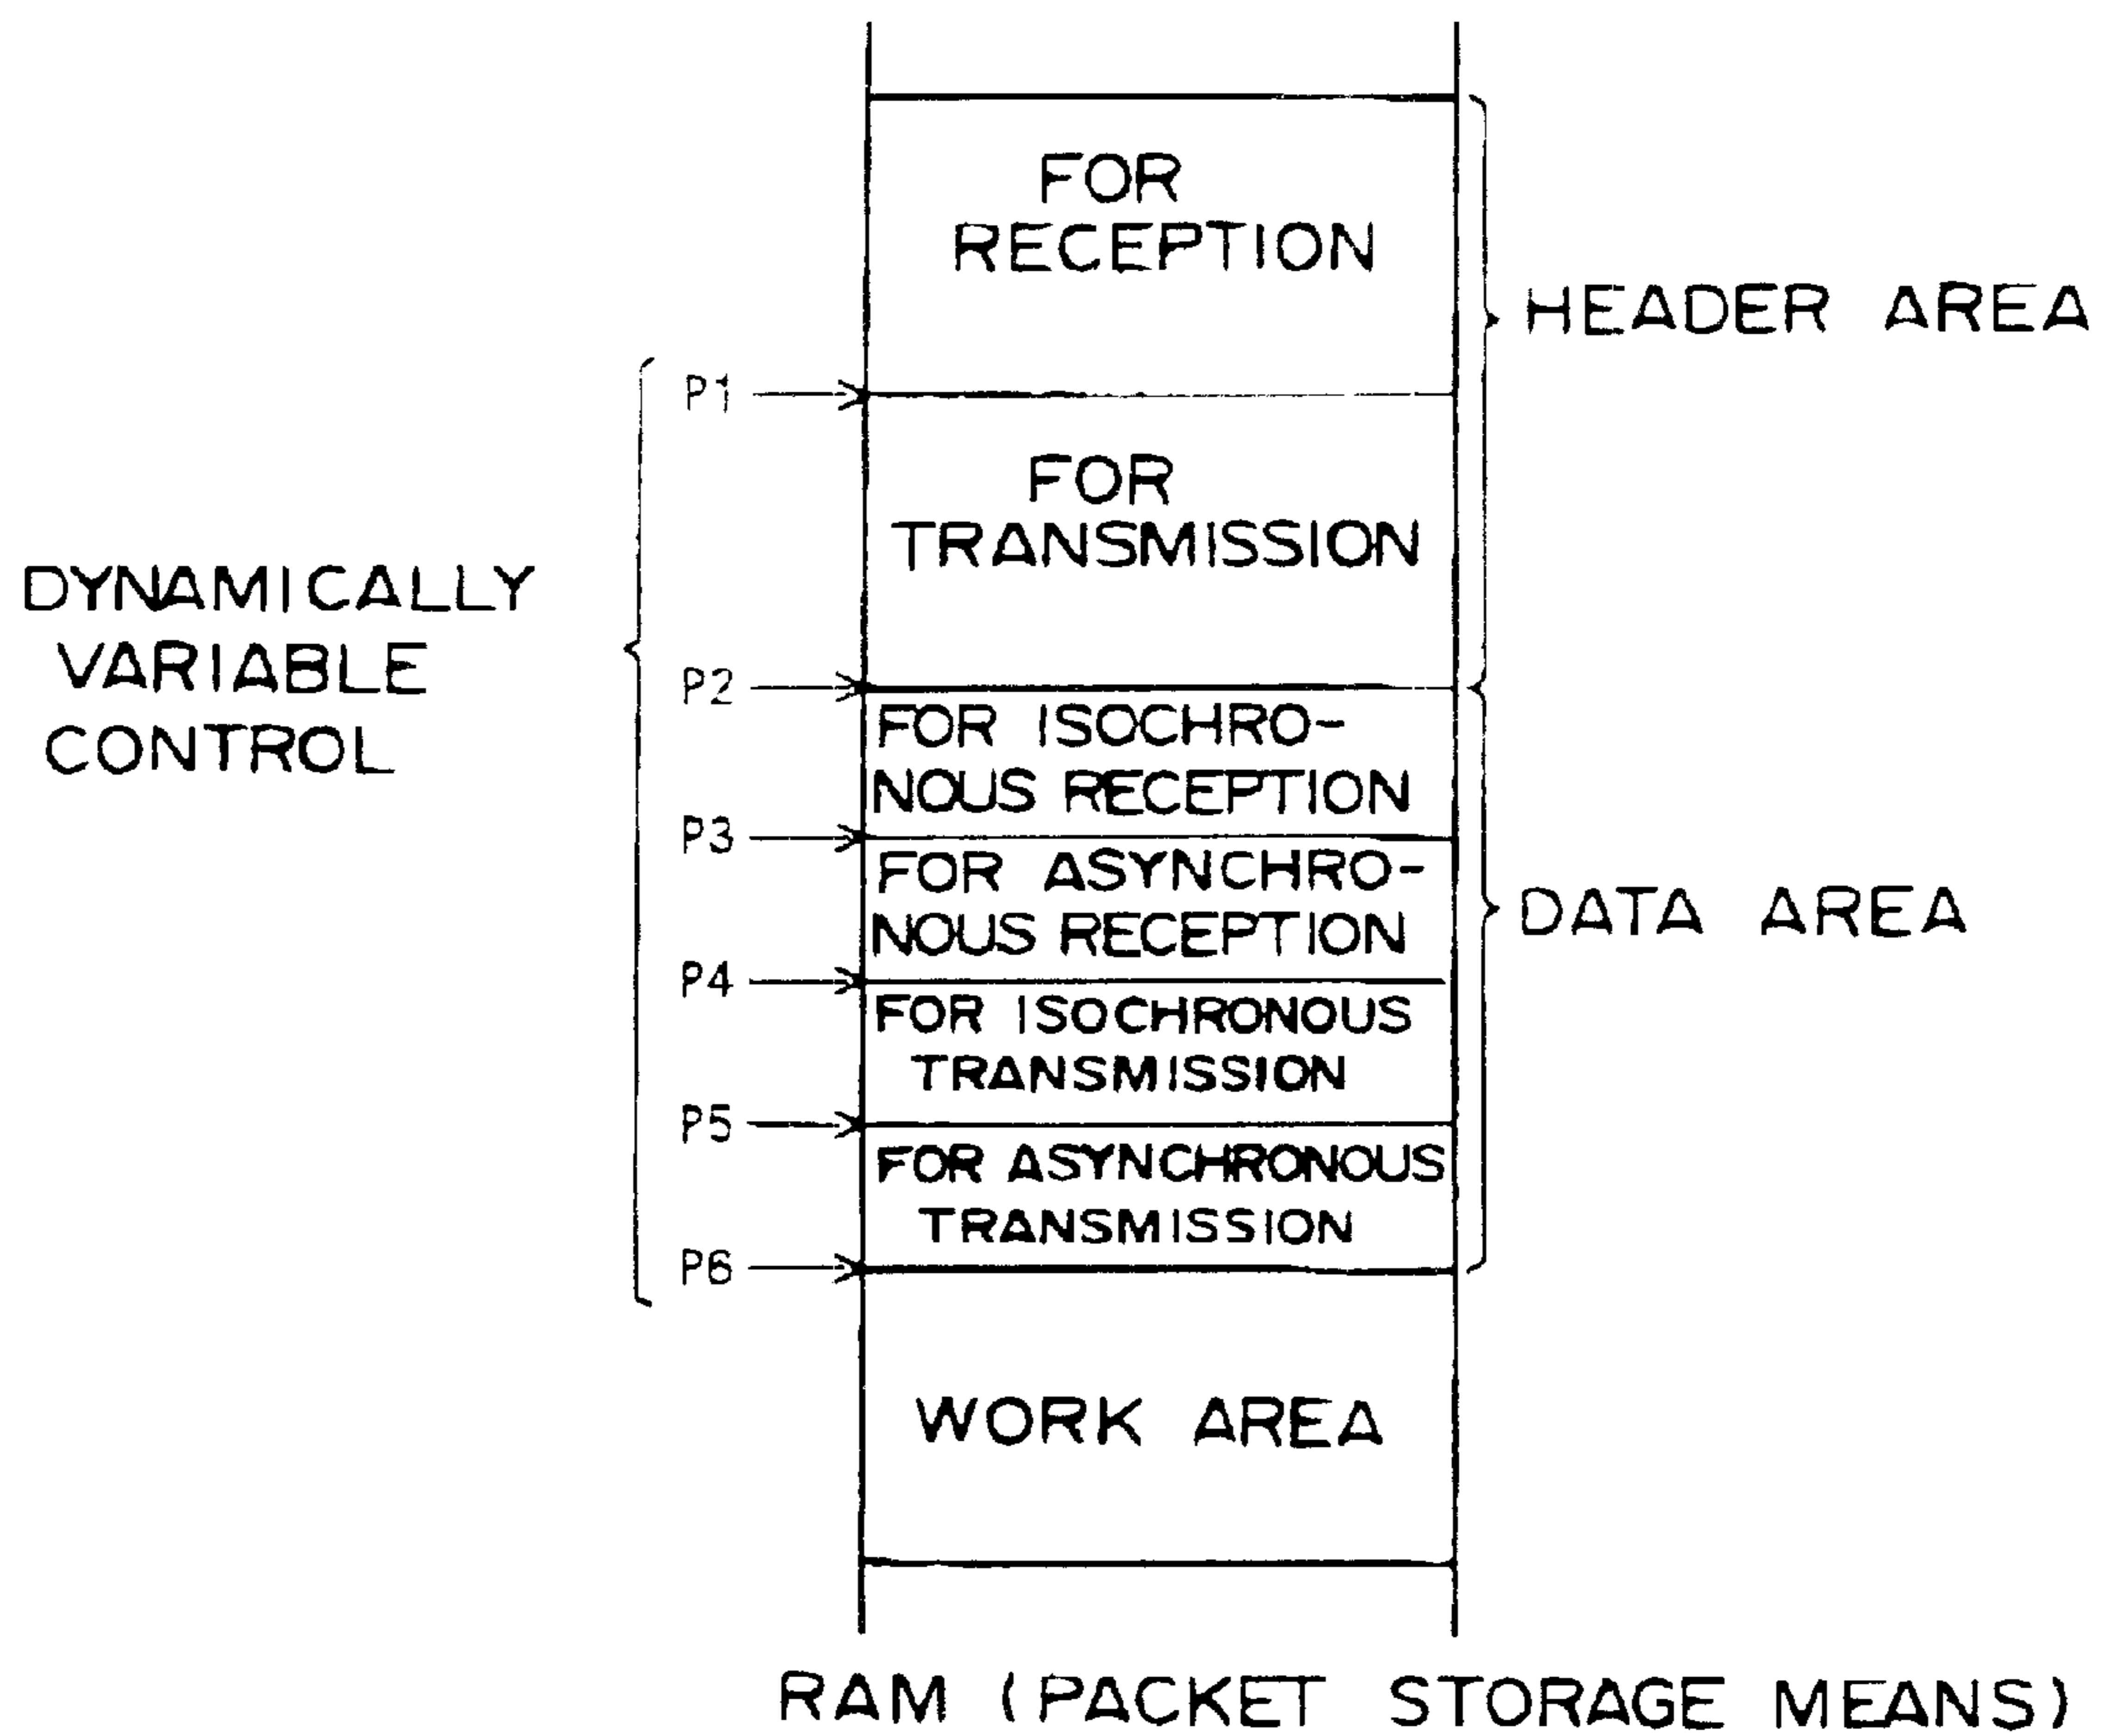 FOR
RECEPTION
HEADER AREA
P1
FOR
TRANSMISSION
DYNAMICALLY
VARIABLE
CONTROL
P2
FOR ISOCHRO-
NOUS RECEPTION
P3
FOR ASYNCHRO-
NOUS RECEPTION
DATA AREA
P4
FOR ISOCHRONOUS
TRANSMISSION
P5
FOR ASYNCHRONOUS
TRANSMISSION
P6
WORK AREA
RAM (PACKET STORAGE MEANS)